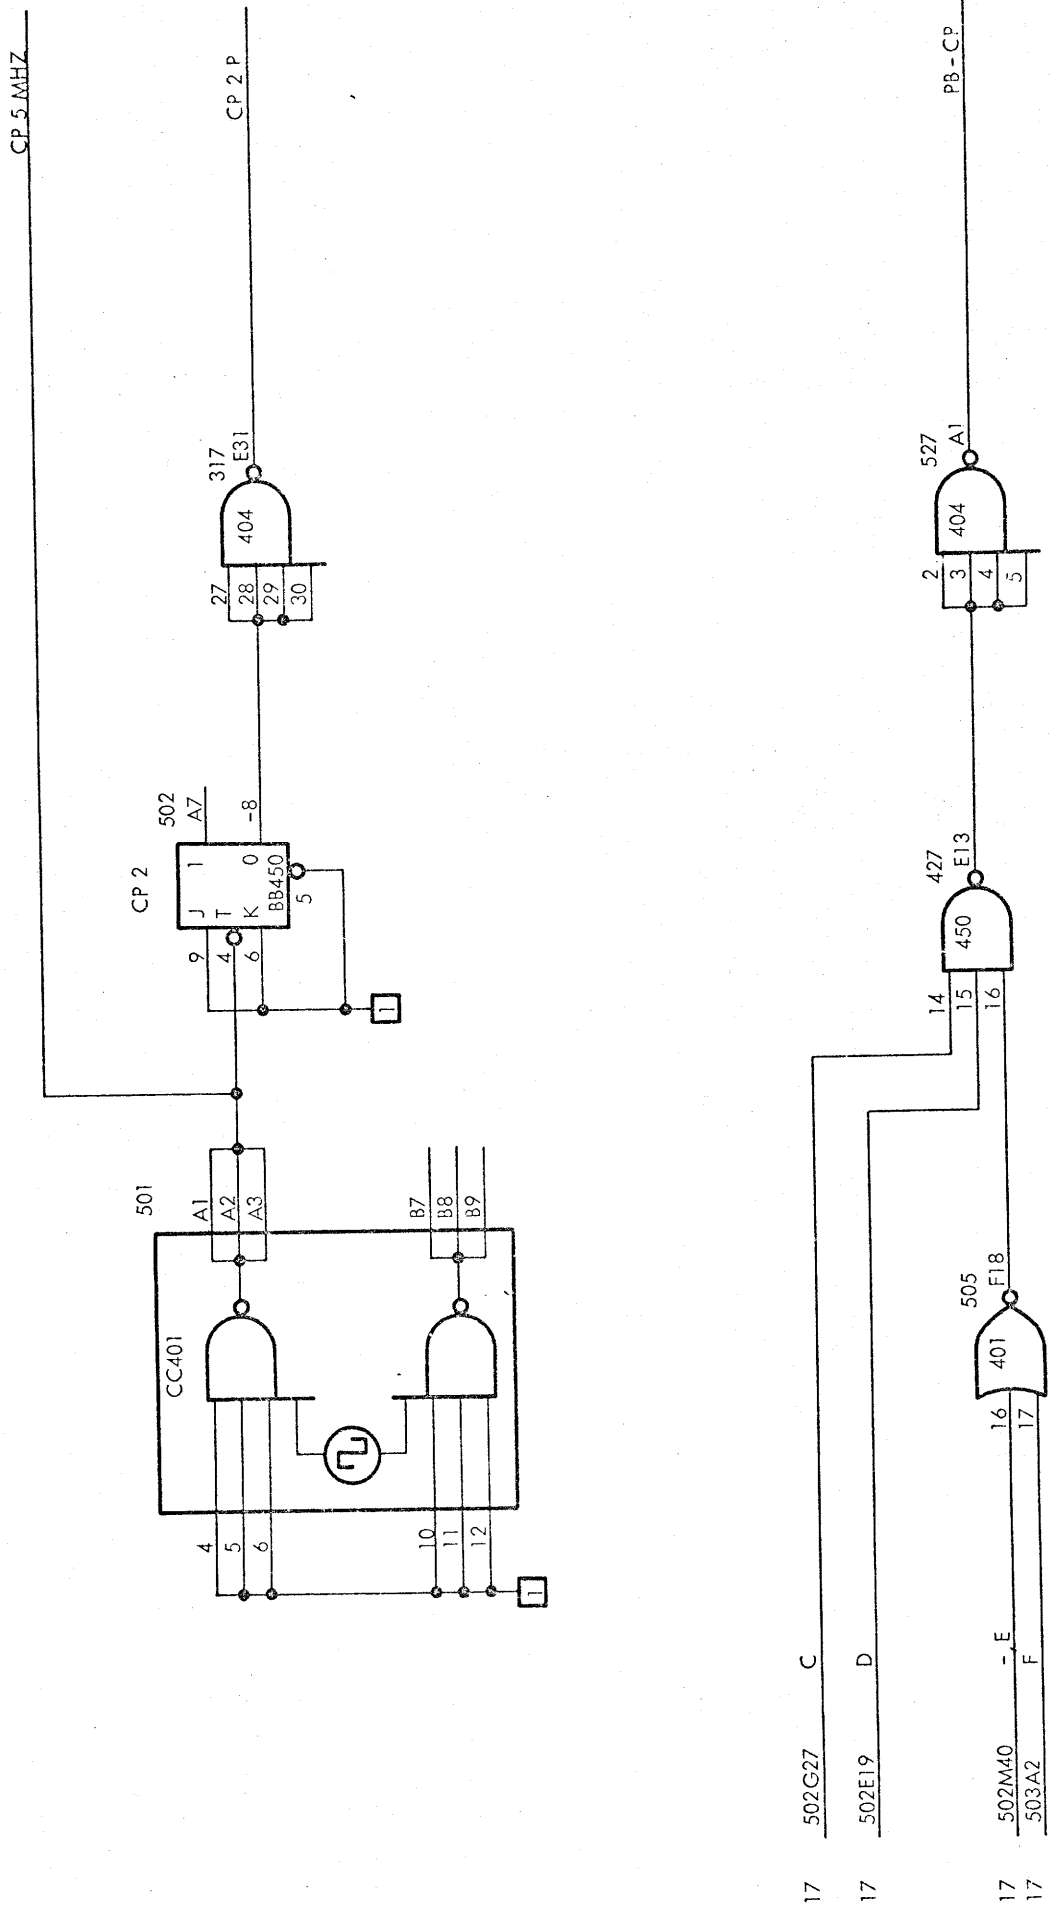 CP 5 MHZ
CP 2 P
PB - CP
317
E31
404
27
28
29
30
527
A1
404
2
3
4
5
CP 2
502
A7
-8
J
T
K
1
0
BB450
5
9
4
6
1
427
E13
450
14
15
16
501
A1
A2
A3
B7
B8
B9
CC401
4
5
6
10
11
12
1
505
F18
401
16
17
17 502G27 C
17 502E19 D
17 502M40 - E
17 503A2 F